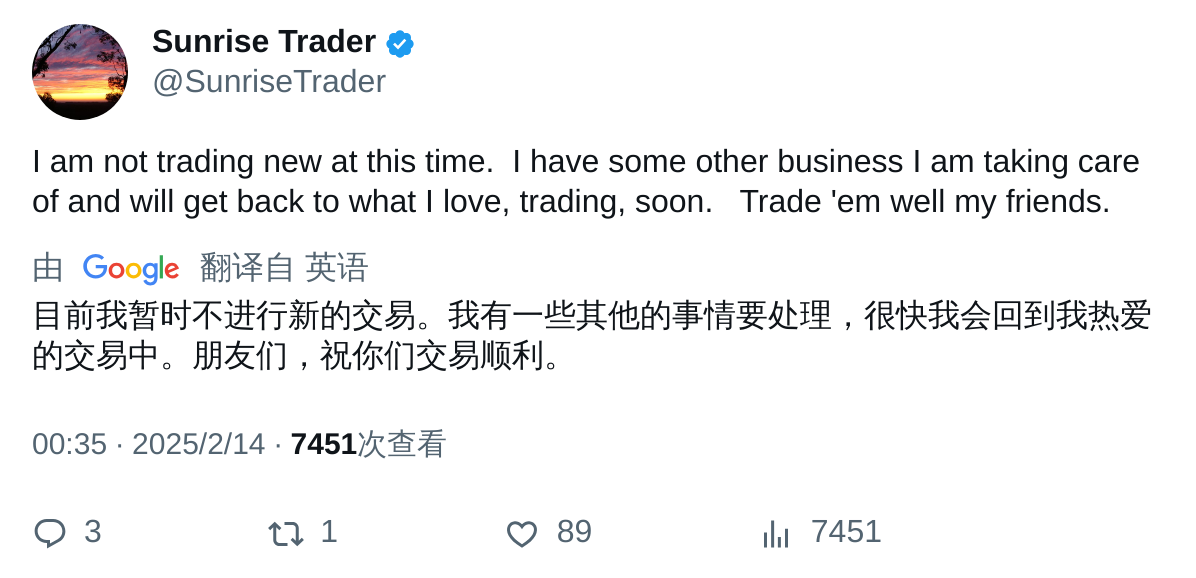 Sunrise Trader
@SunriseTrader
I am not trading new at this time.  I have some other business I am taking care
of and will get back to what I love, trading, soon.   Trade 'em well my friends.
由 Google 翻译自 英语
目前我暂时不进行新的交易。我有一些其他的事情要处理，很快我会回到我热爱
的交易中。朋友们，祝你们交易顺利。
00:35 · 2025/2/14 · 7451次查看
3 1 89 7451